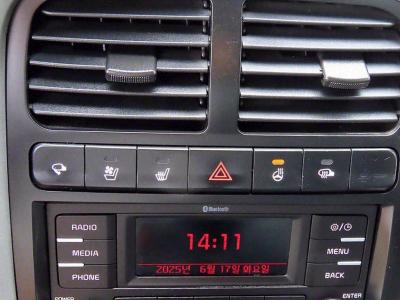 Bluetooth
RADIO
14:11
MEDIA
MENU
PHONE
2025년 6월 17일 화요일
BACK
POWER
ENTER